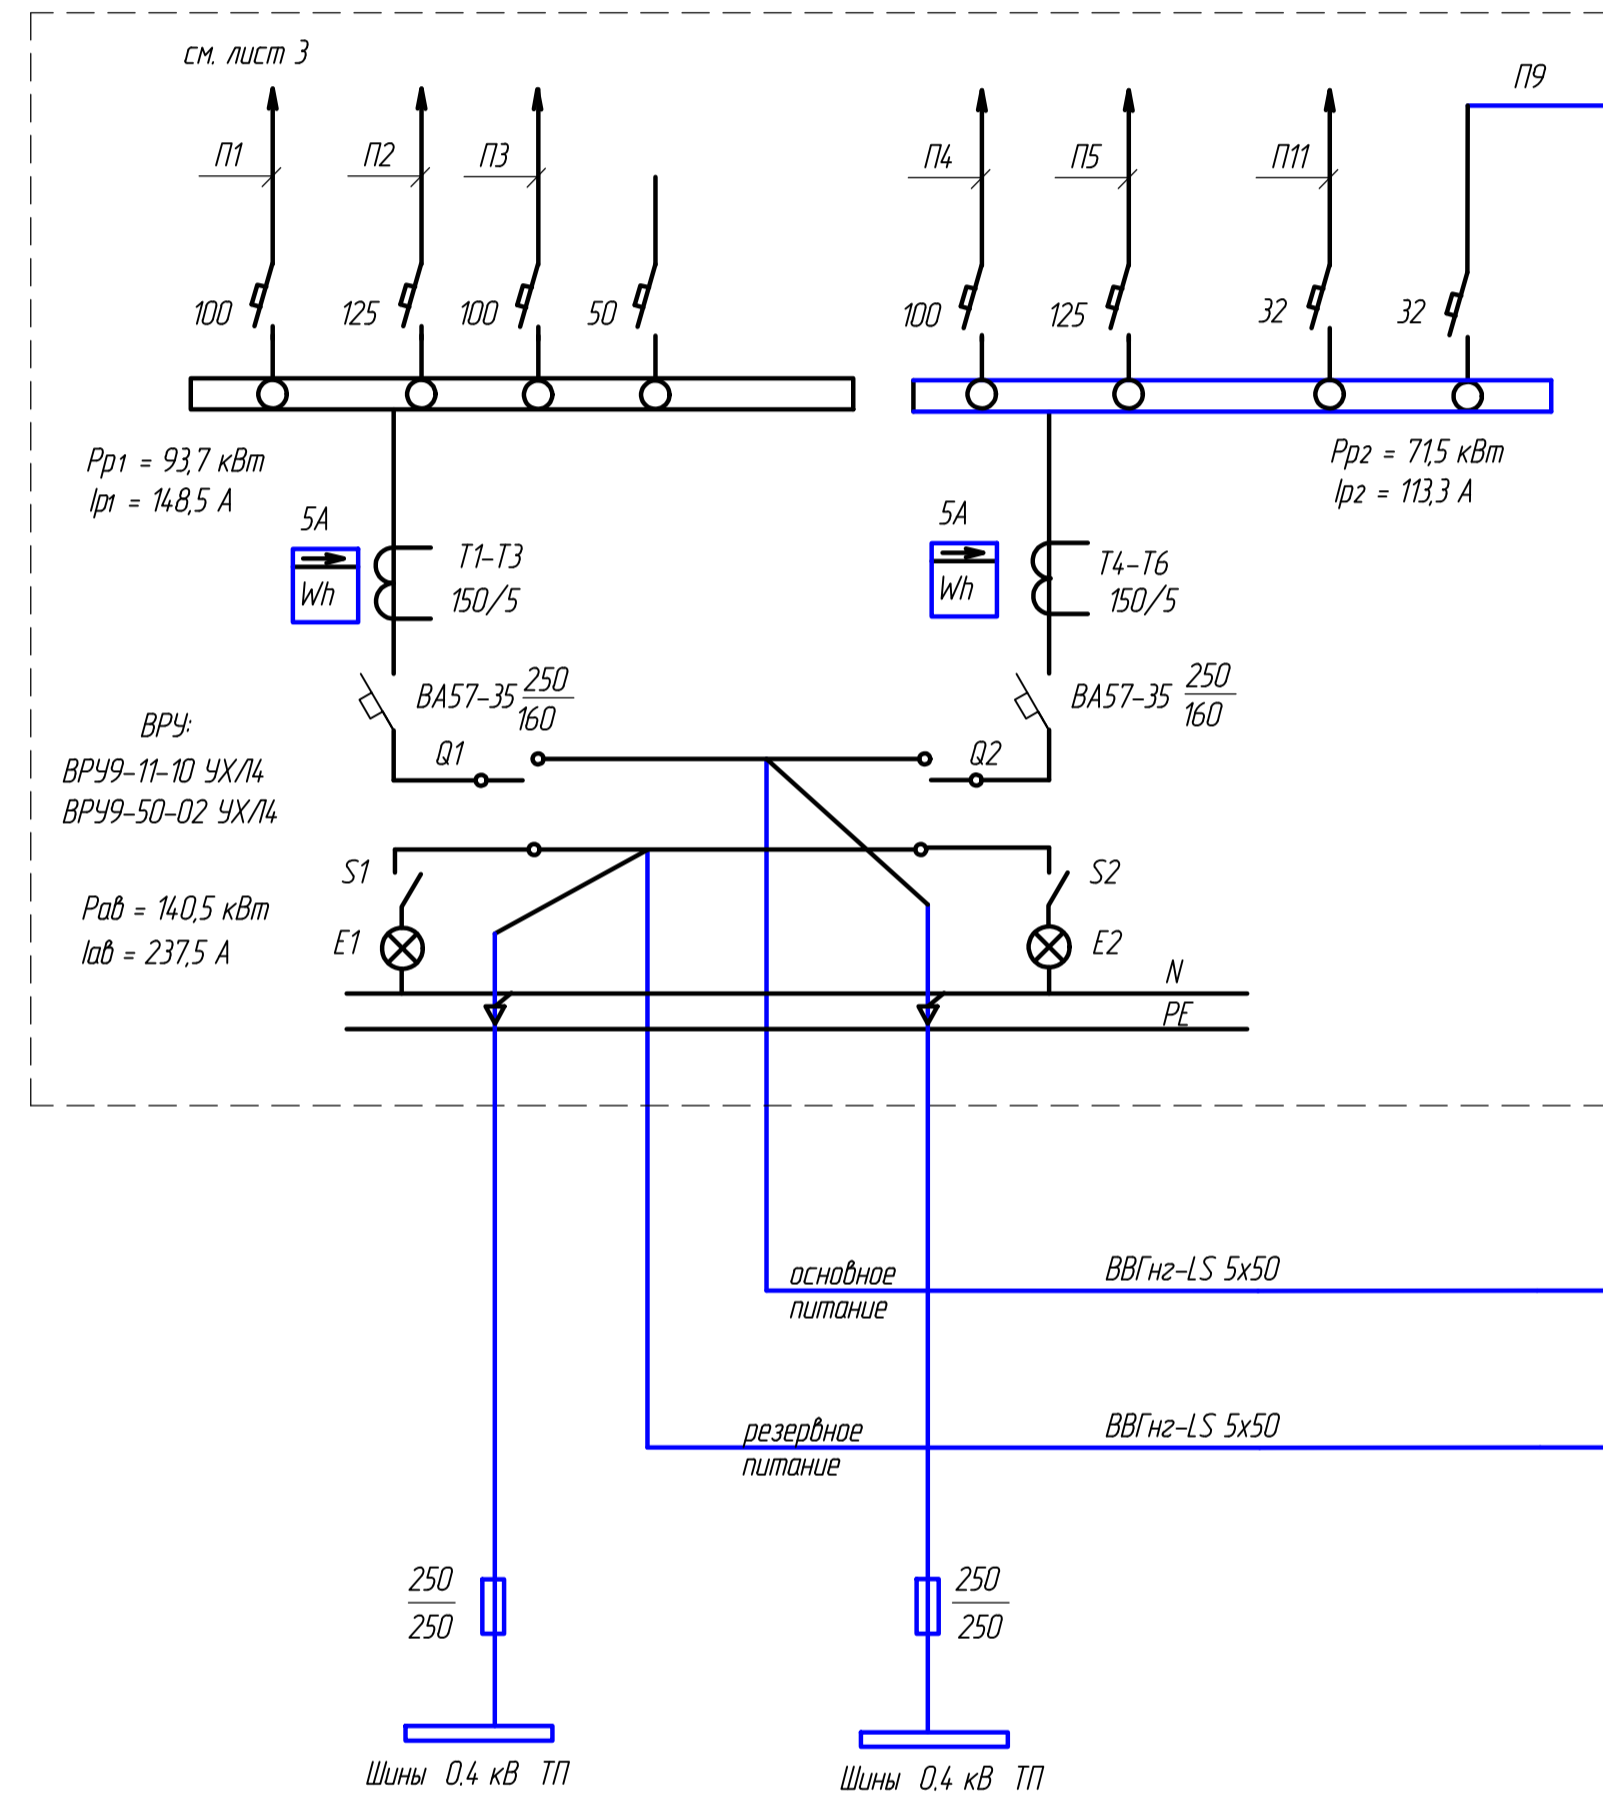 см. лист 3
П9
П1
П2
П3
П4
П5
П11
100
125
100
50
100
125
32
32
Рр1 = 93,7 кВт
Iр1 = 148,5 А
Рр2 = 71,5 кВт
Iр2 = 113,3 А
5А
Wh
Т1-Т3
150/5
5А
Wh
Т4-Т6
150/5
ВА57-35 250
160
ВА57-35 250
160
ВРУ:
ВРУ9-11-10 УХЛ4
ВРУ9-50-02 УХЛ4
Q1
Q2
S1
S2
Рав = 140,5 кВт
Iав = 237,5 А
E1
E2
N
PE
основное
питание
ВВГнг-LS 5х50
резервное
питание
ВВГнг-LS 5х50
250
250
250
250
Шины 0.4 кВ ТП
Шины 0.4 кВ ТП